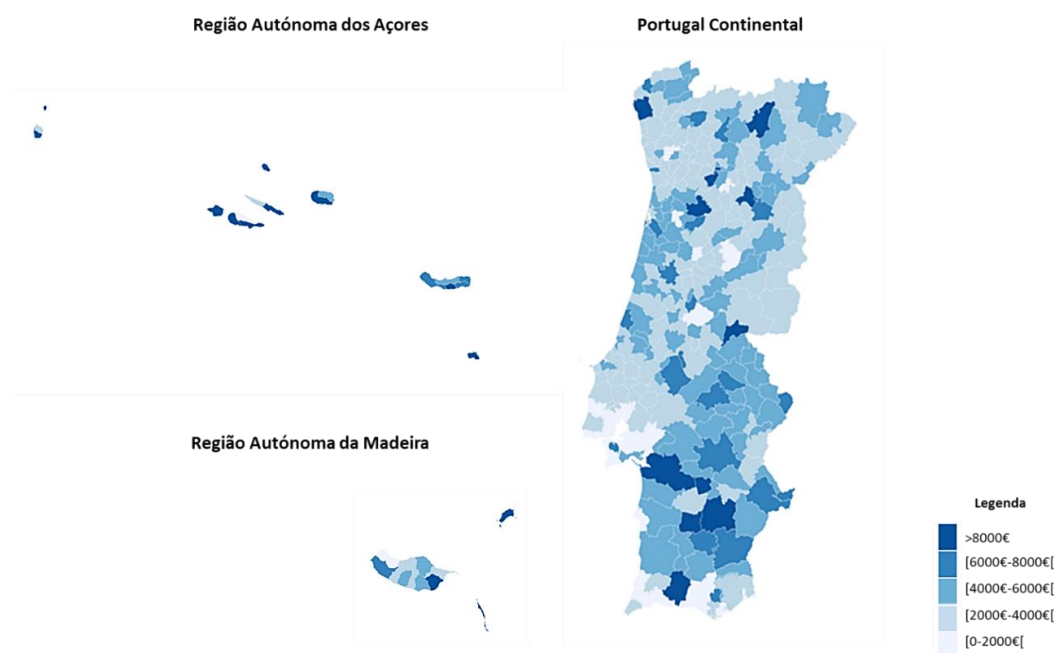 Região Autónoma dos Açores
Portugal Continental
Região Autónoma da Madeira
Legenda
>8000€
[6000€-8000€[
[4000€-6000€[
[2000€-4000€[
[0-2000€[